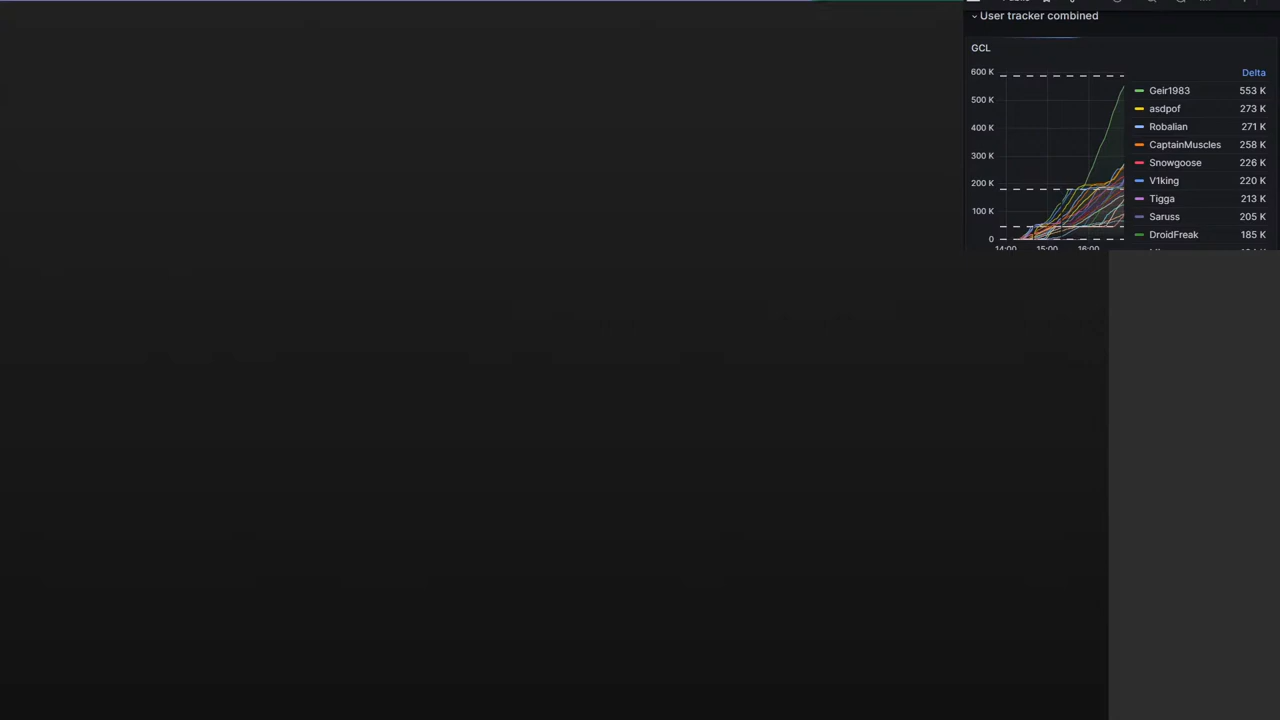 User tracker combined
GCL
600 K
500 K
400 K
300 K
200 K
100 K
0
14:00 15:00 16:00
Delta
Geir1983 553 K
asdpof 273 K
Robalian 271 K
CaptainMuscles 258 K
Snowgoose 226 K
V1king 220 K
Tigga 213 K
Saruss 205 K
DroidFreak 185 K